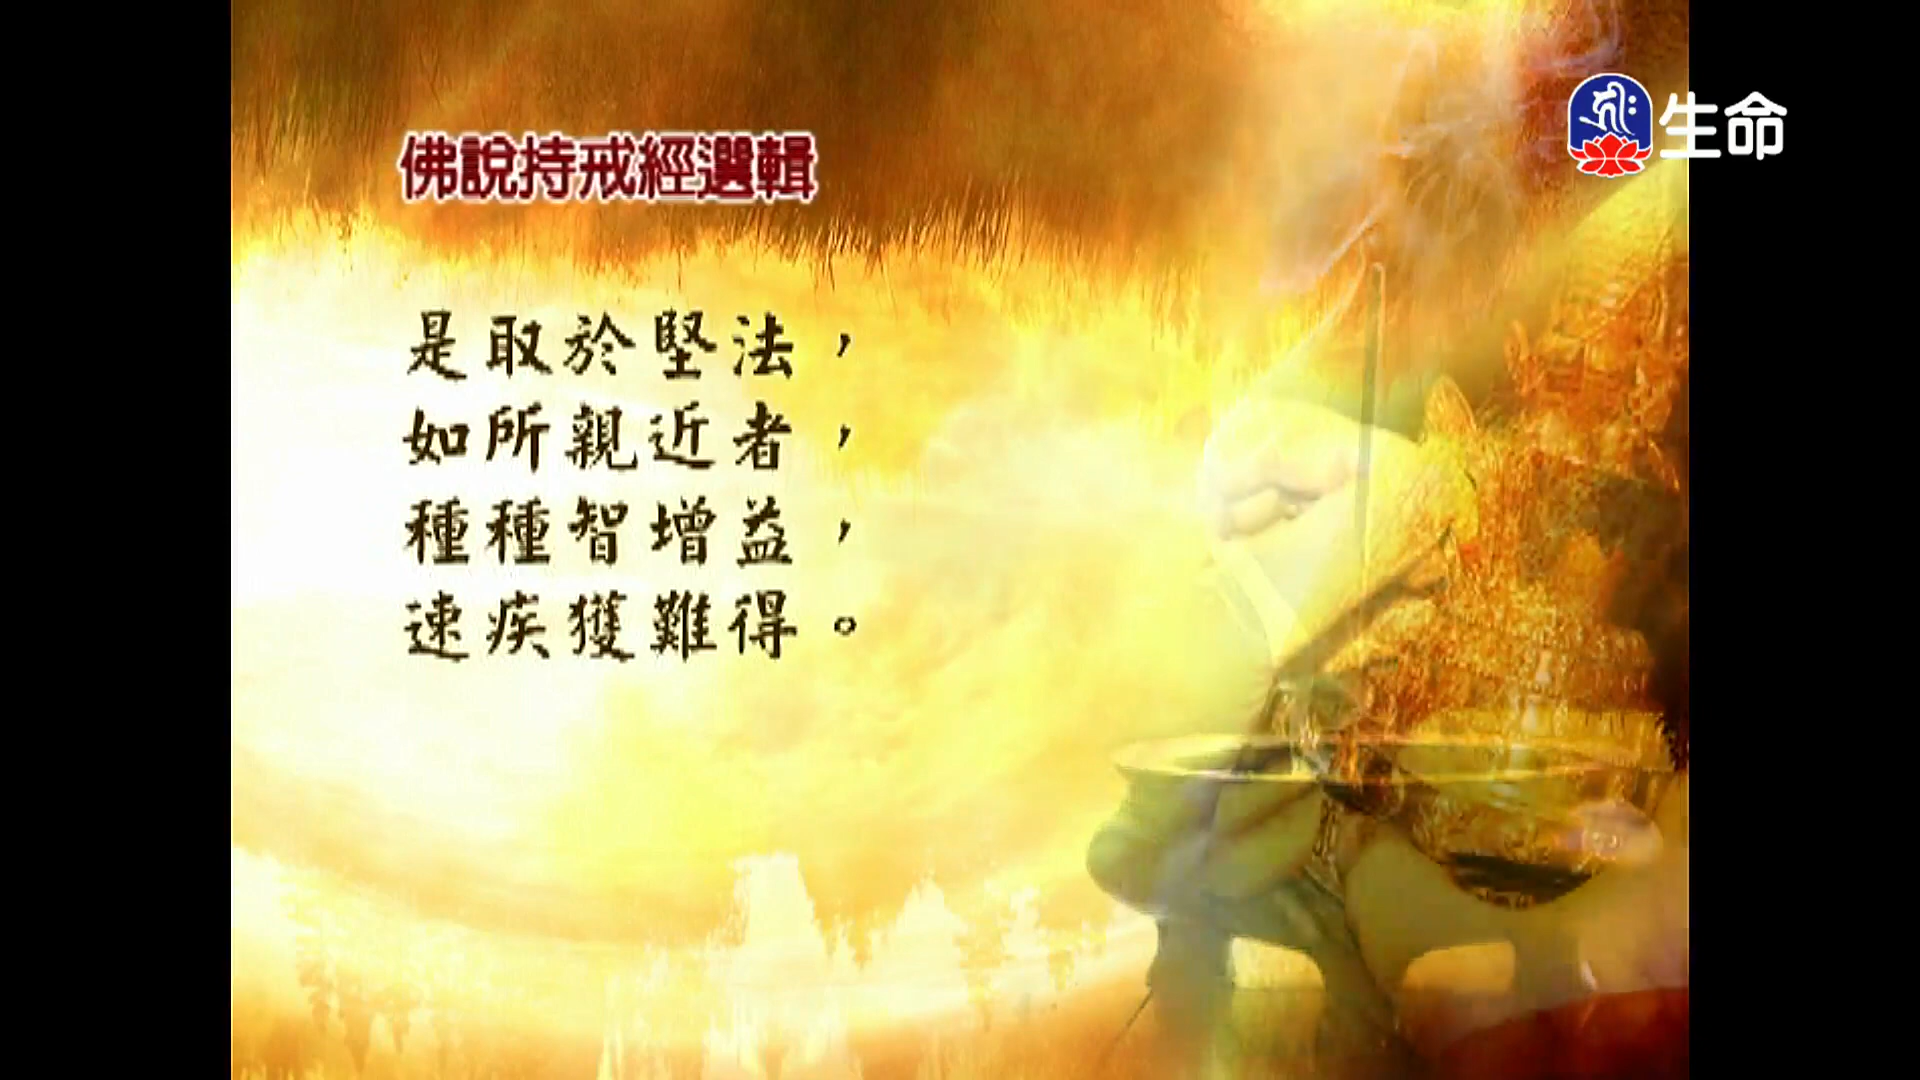 生命
佛說持戒經選輯
是取於堅法，
如所親近者，
種種智增益，
速疾獲難得。